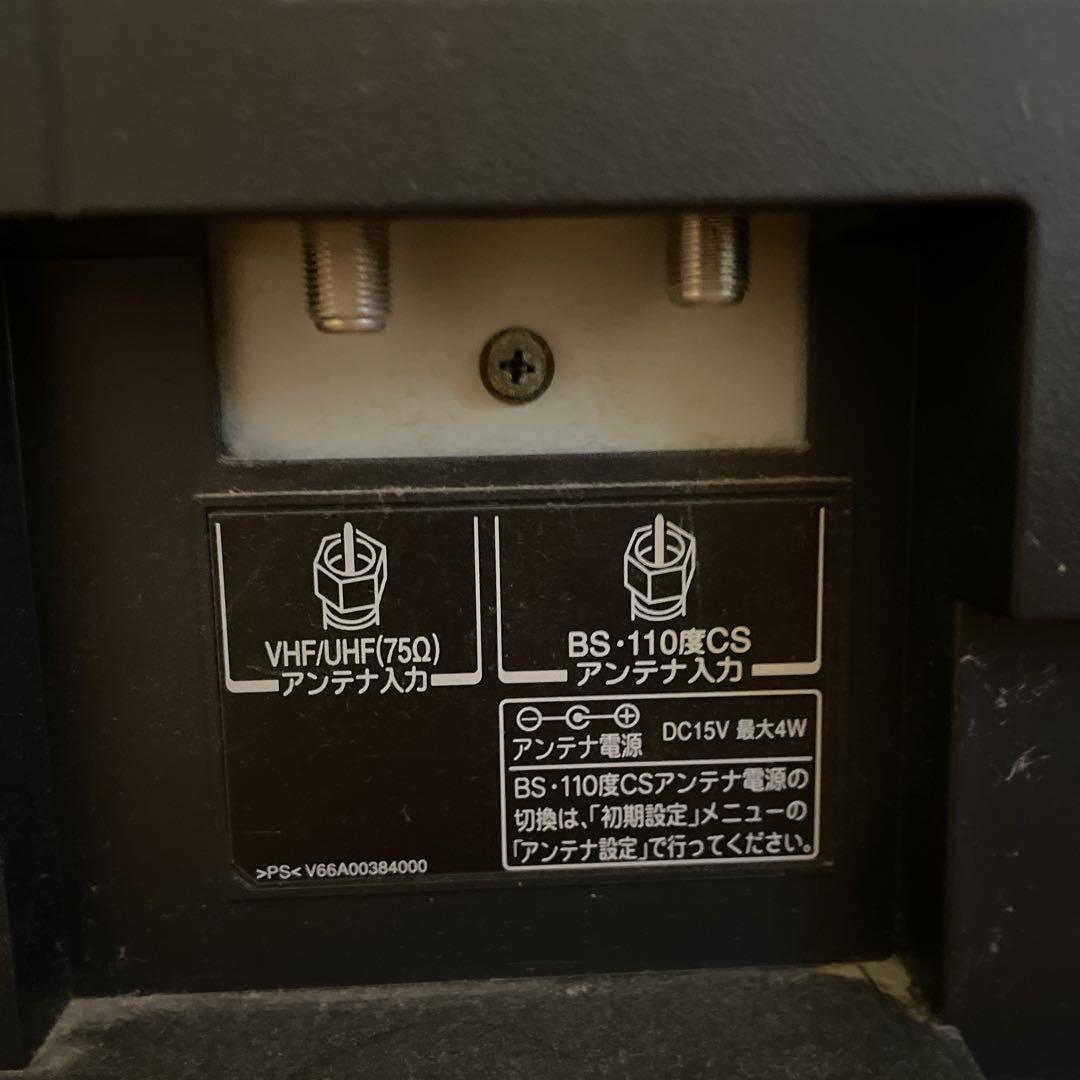 VHF/UHF(75Ω)
アンテナ入力
BS・110度CS
アンテナ入力
アンテナ電源 DC15V 最大4W
BS・110度CSアンテナ電源の
切換は、「初期設定」メニューの
「アンテナ設定」で行ってください。
>PS< V66A00384000